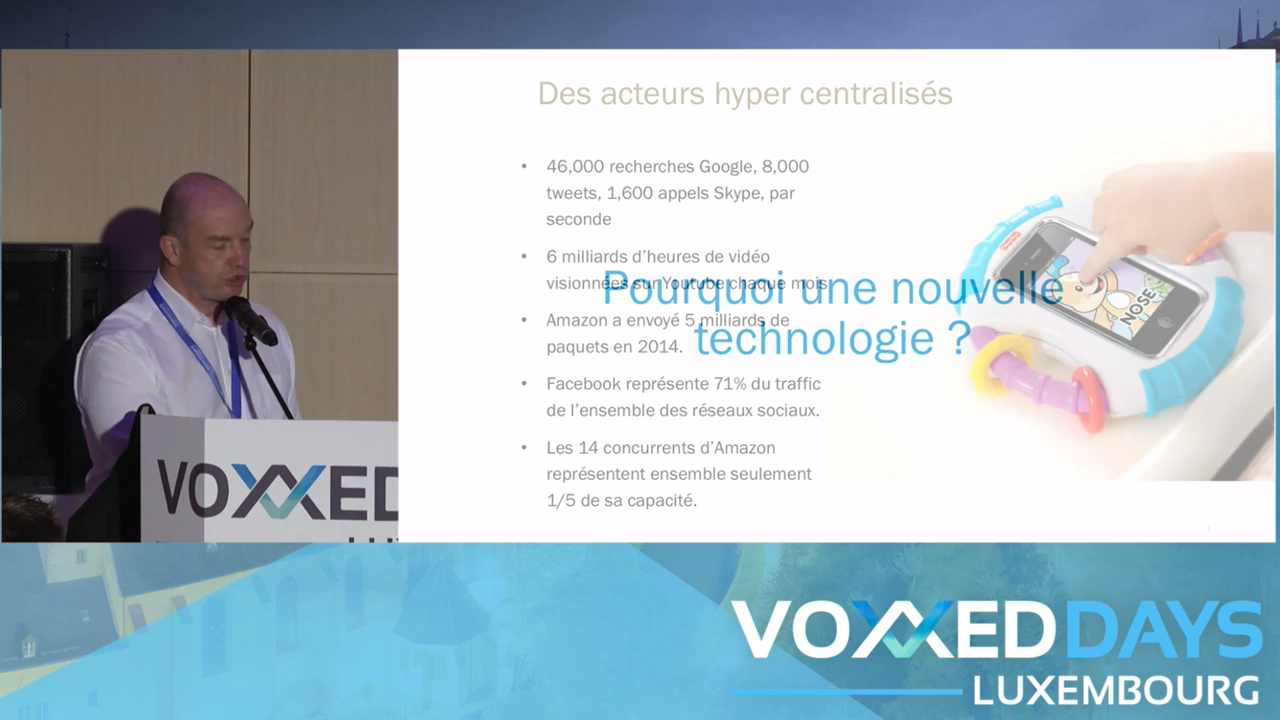 Des acteurs hyper centralisés
• 46,000 recherches Google, 8,000
tweets, 1,600 appels Skype, par
seconde
• 6 milliards d'heures de vidéo
visionnées sur Youtube chaque mois
• Amazon a envoyé 5 milliards de
paquets en 2014.
• Facebook représente 71% du traffic
de l'ensemble des réseaux sociaux.
• Les 14 concurrents d'Amazon
représentent ensemble seulement
1/5 de sa capacité.
Pourquoi une nouvelle
technologie ?
NOSE
VOXXED
VOXXEDDAYS
LUXEMBOURG